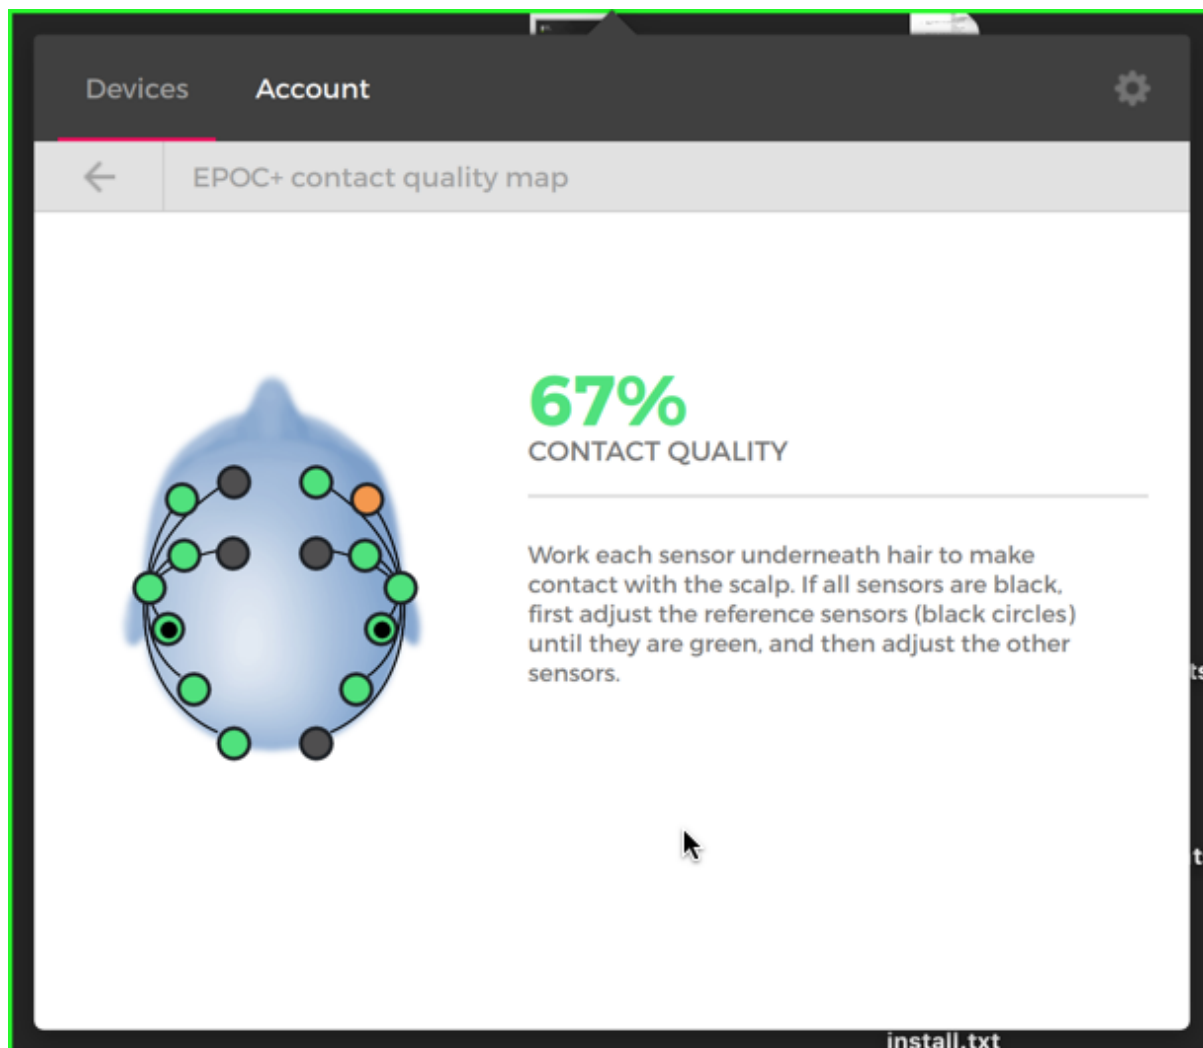 Devices Account
EPOC+ contact quality map
67%
CONTACT QUALITY
Work each sensor underneath hair to make
contact with the scalp. If all sensors are black,
first adjust the reference sensors (black circles)
until they are green, and then adjust the other
sensors.
install.txt